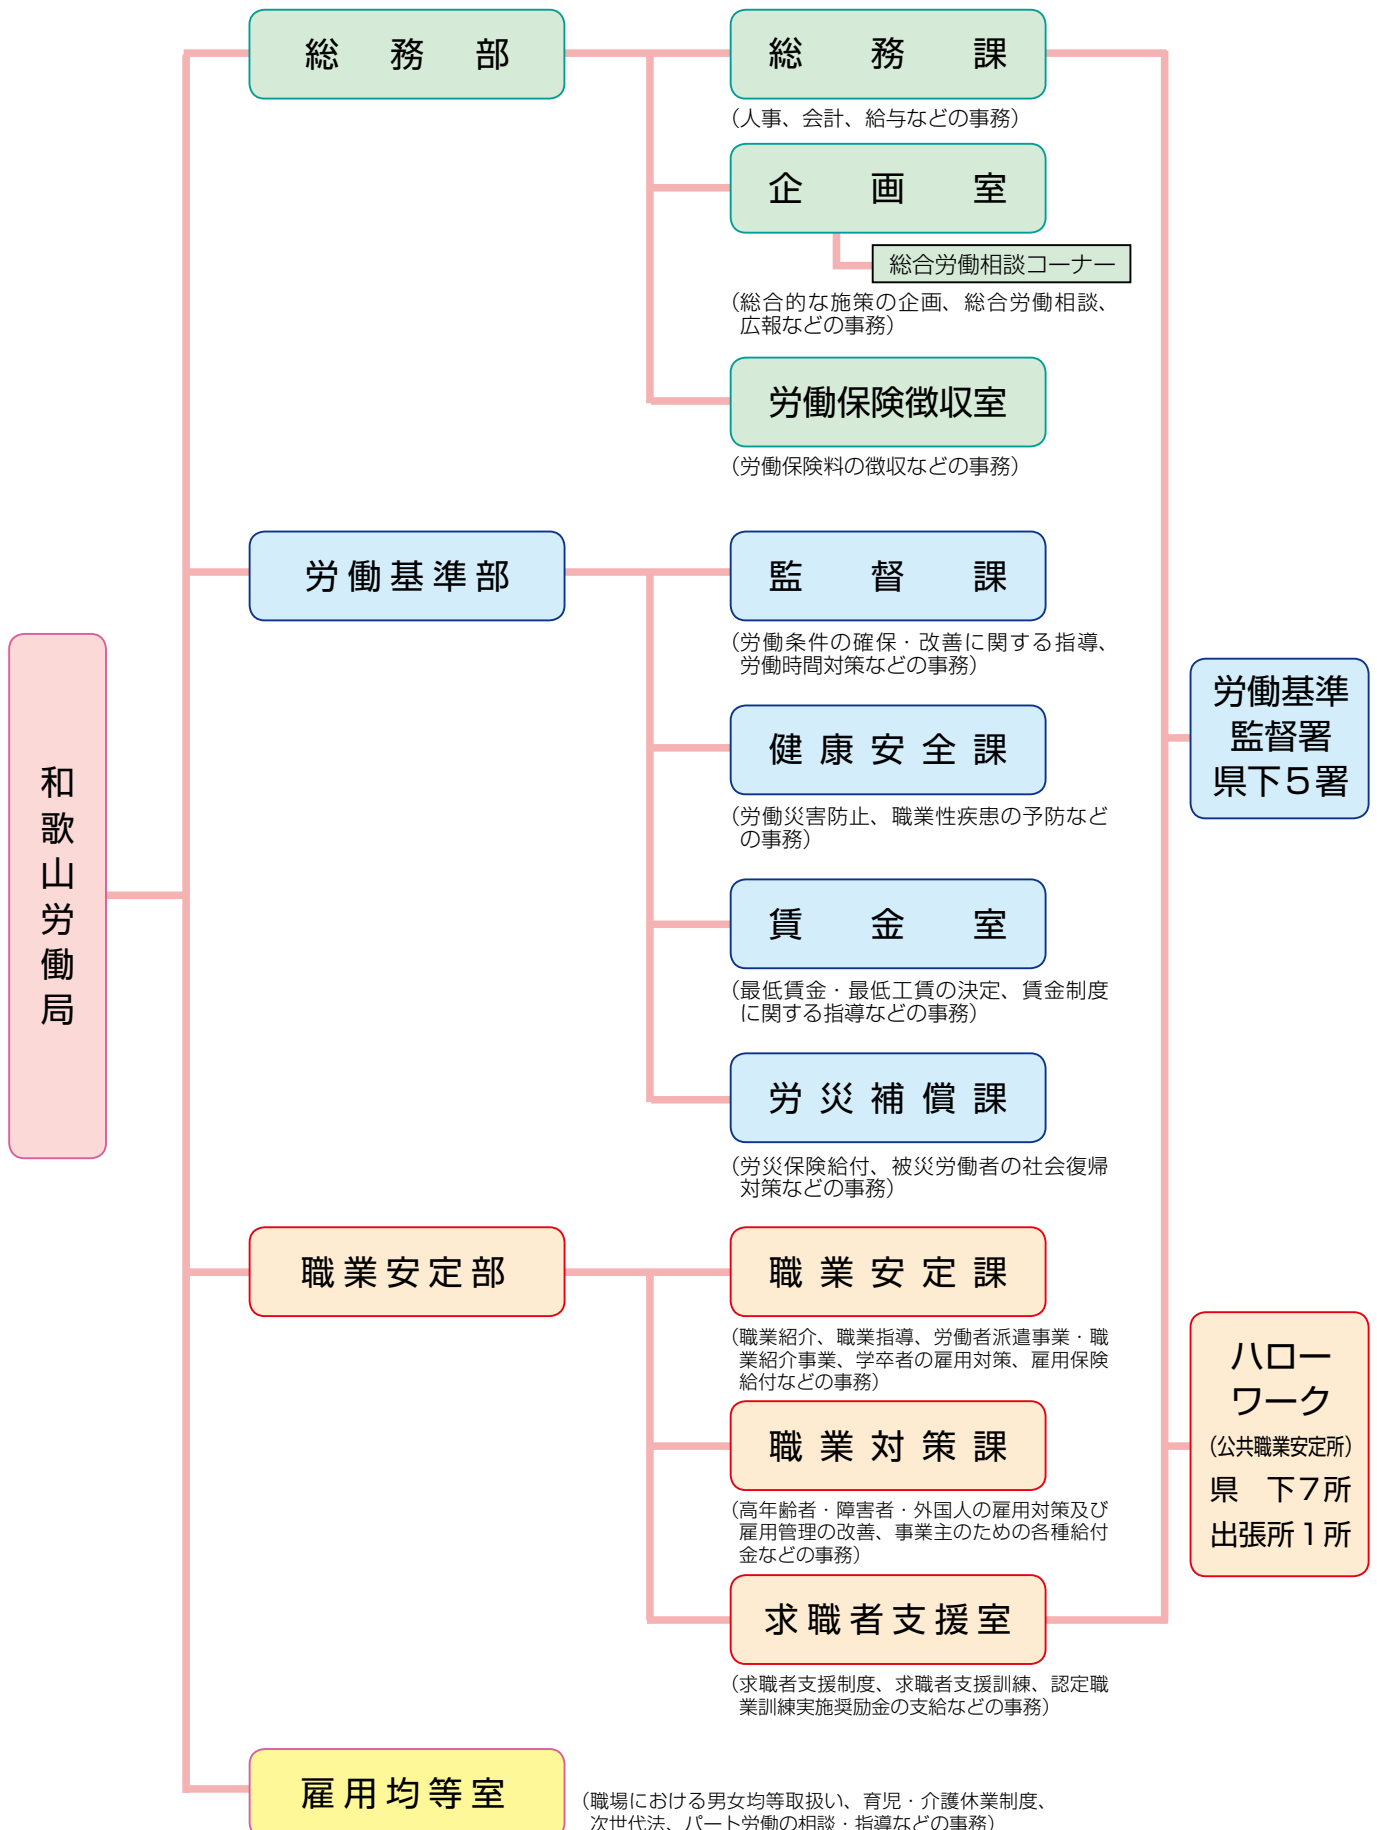 和歌山労働局
総務部
総務課
（人事、会計、給与などの事務）
企画室
総合労働相談コーナー
（総合的な施策の企画、総合労働相談、
広報などの事務）
労働保険徴収室
（労働保険料の徴収などの事務）
労働基準部
監督課
（労働条件の確保・改善に関する指導、
労働時間対策などの事務）
健康安全課
（労働災害防止、職業性疾患の予防など
の事務）
賃金室
（最低賃金・最低工賃の決定、賃金制度
に関する指導などの事務）
労災補償課
（労災保険給付、被災労働者の社会復帰
対策などの事務）
職業安定部
職業安定課
（職業紹介、職業指導、労働者派遣事業・職
業紹介事業、学卒者の雇用対策、雇用保険
給付などの事務）
職業対策課
（高年齢者・障害者・外国人の雇用対策及び
雇用管理の改善、事業主のための各種給付
金などの事務）
求職者支援室
（求職者支援制度、求職者支援訓練、認定職
業訓練実施奨励金の支給などの事務）
雇用均等室
（職場における男女均等取扱い、育児・介護休業制度、
次世代法、パート労働の相談・指導などの事務）
労働基準
監督署
県下５署
ハロー
ワーク
（公共職業安定所）
県　下７所
出張所１所